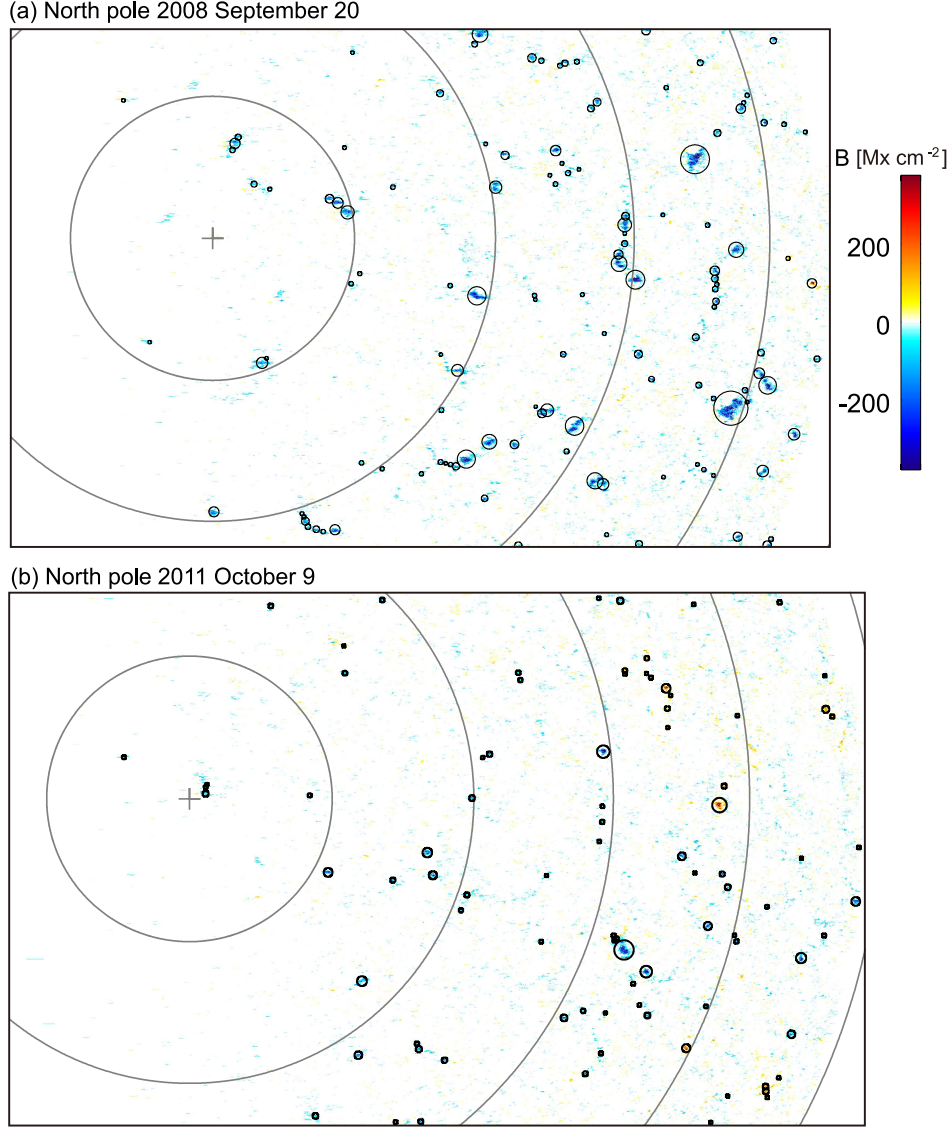 (a) North pole 2008 September 20
B [Mx cm⁻²]
200
0
-200
(b) North pole 2011 October 9